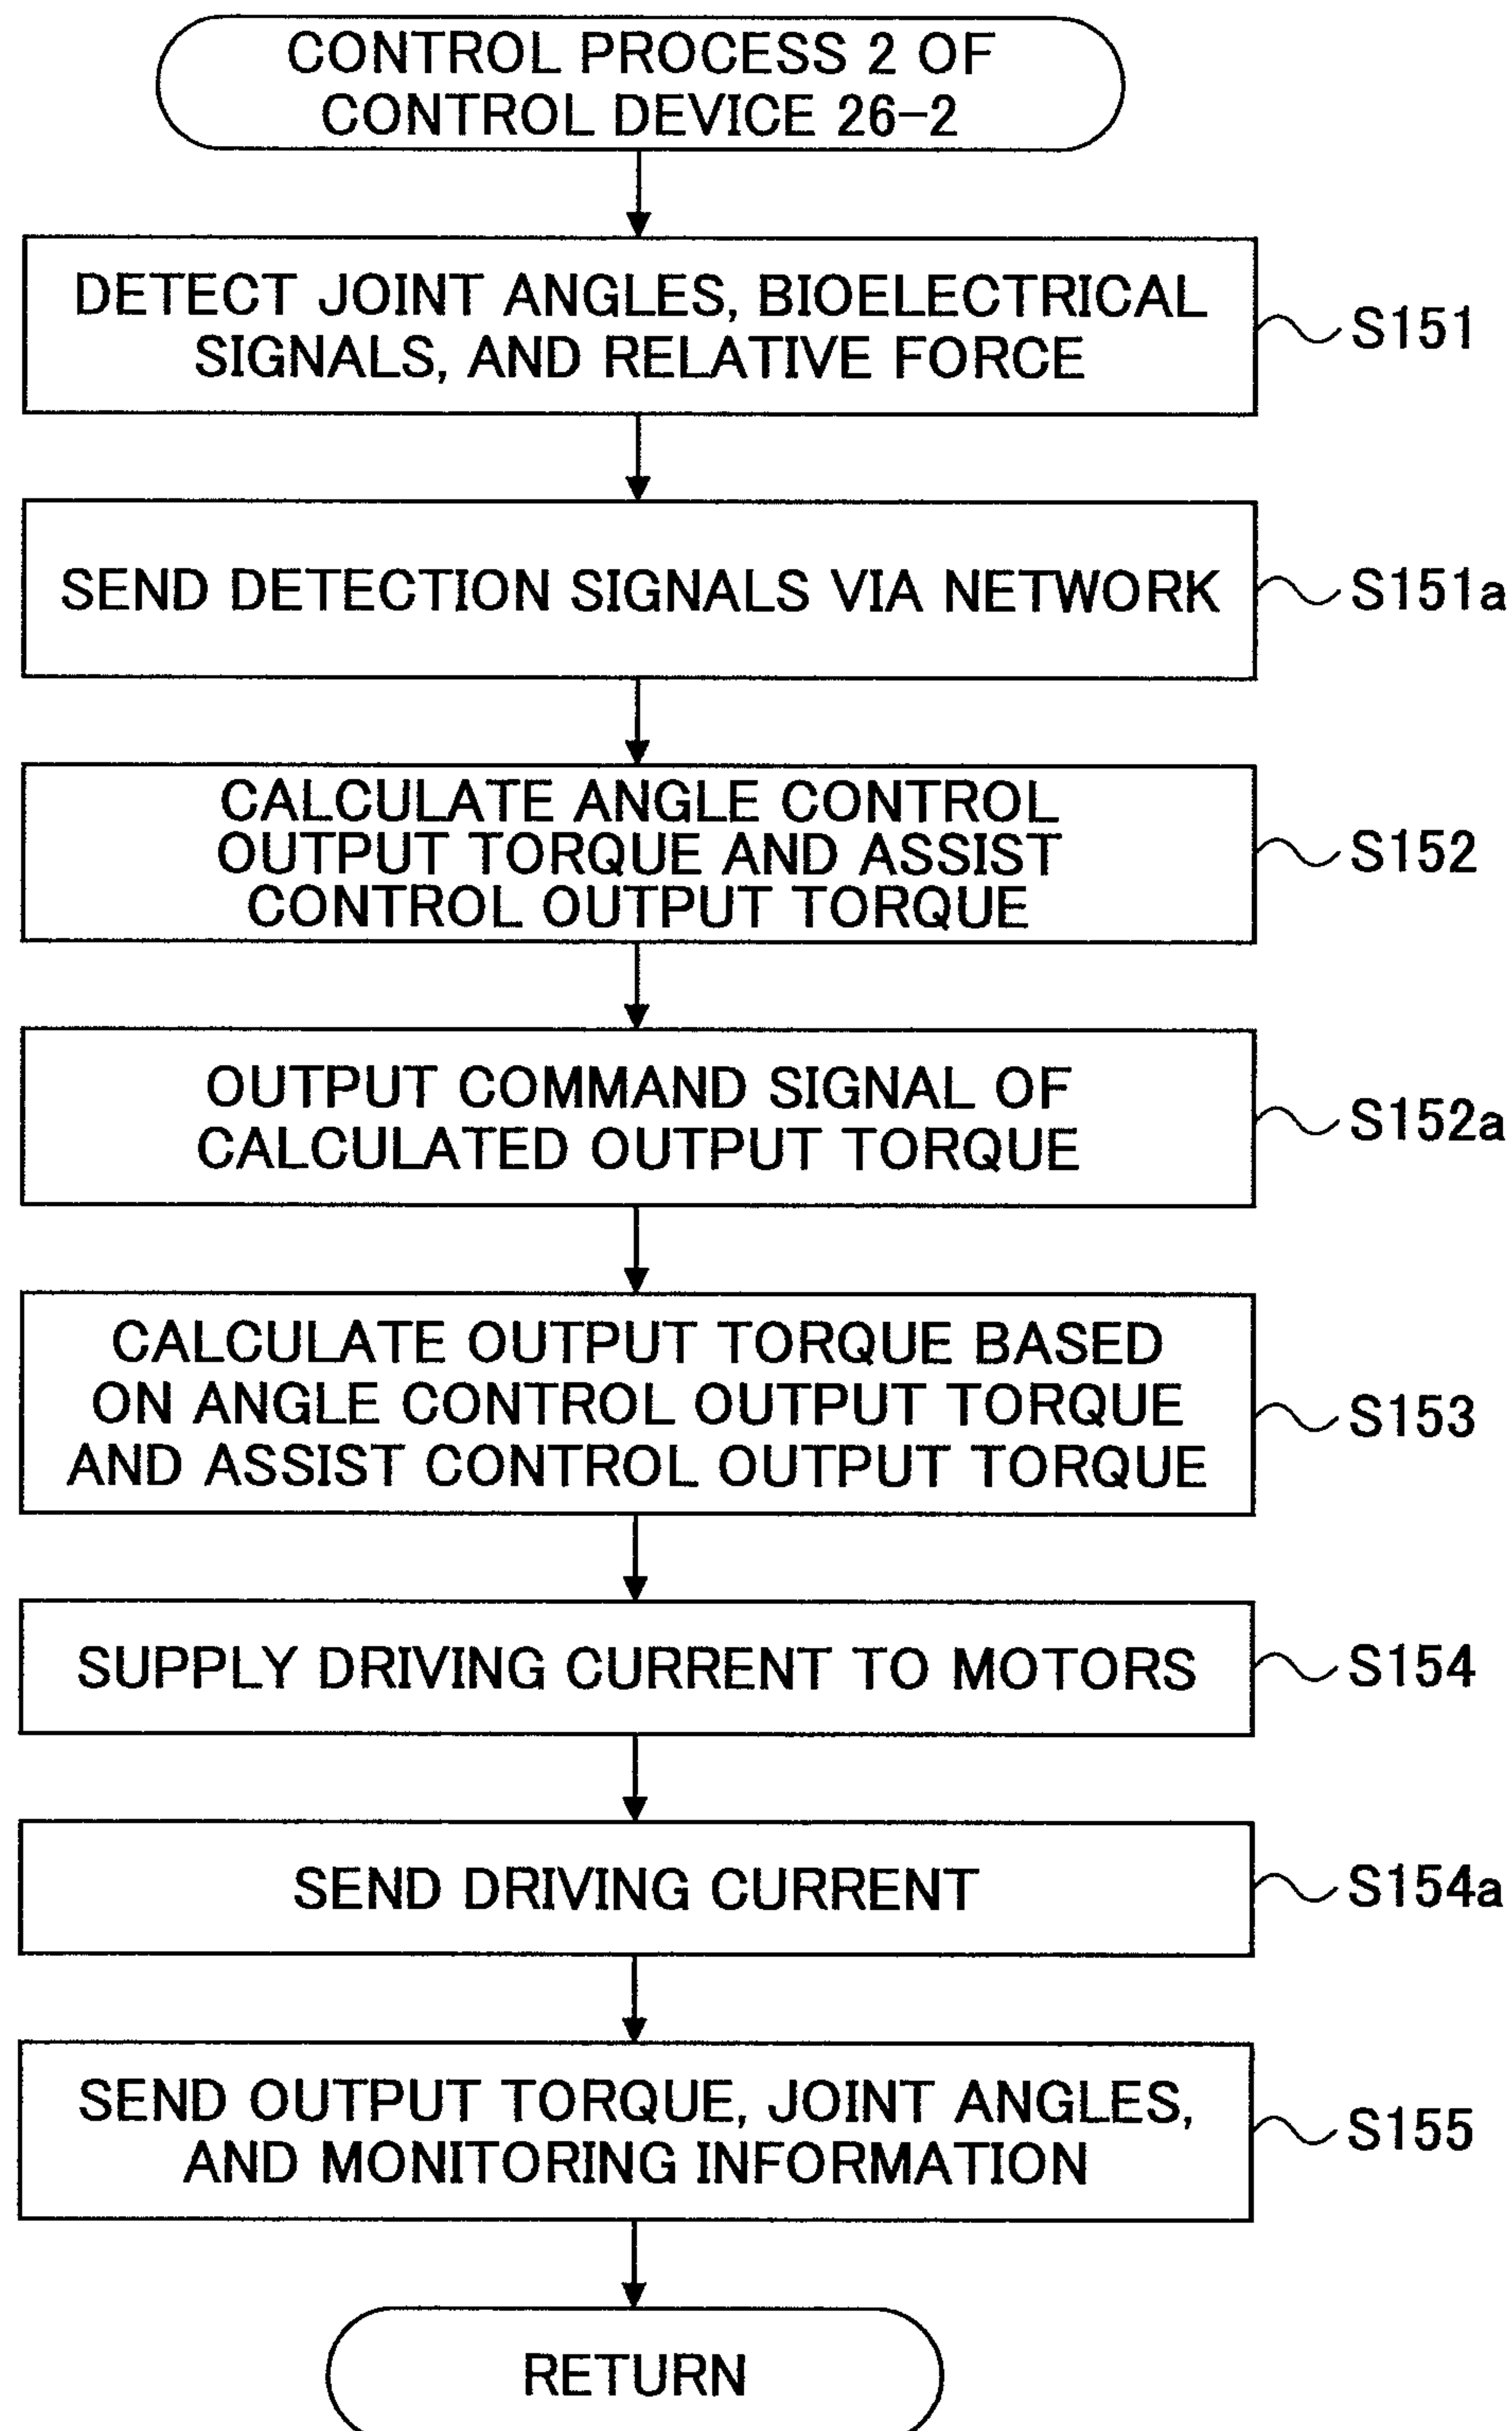 CONTROL PROCESS 2 OF
CONTROL DEVICE 26-2
DETECT JOINT ANGLES, BIOELECTRICAL
SIGNALS, AND RELATIVE FORCE
S151
SEND DETECTION SIGNALS VIA NETWORK
S151a
CALCULATE ANGLE CONTROL
OUTPUT TORQUE AND ASSIST
CONTROL OUTPUT TORQUE
S152
OUTPUT COMMAND SIGNAL OF
CALCULATED OUTPUT TORQUE
S152a
CALCULATE OUTPUT TORQUE BASED
ON ANGLE CONTROL OUTPUT TORQUE
AND ASSIST CONTROL OUTPUT TORQUE
S153
SUPPLY DRIVING CURRENT TO MOTORS
S154
SEND DRIVING CURRENT
S154a
SEND OUTPUT TORQUE, JOINT ANGLES,
AND MONITORING INFORMATION
S155
RETURN